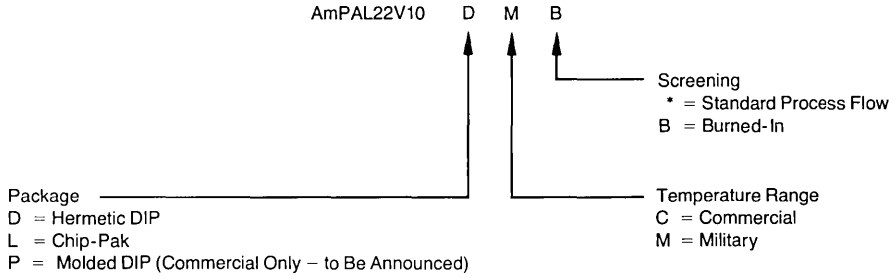 AmPAL22V10 D M B
Screening
* = Standard Process Flow
B = Burned-In
Package
D = Hermetic DIP
L = Chip-Pak
P = Molded DIP (Commercial Only – to Be Announced)
Temperature Range
C = Commercial
M = Military